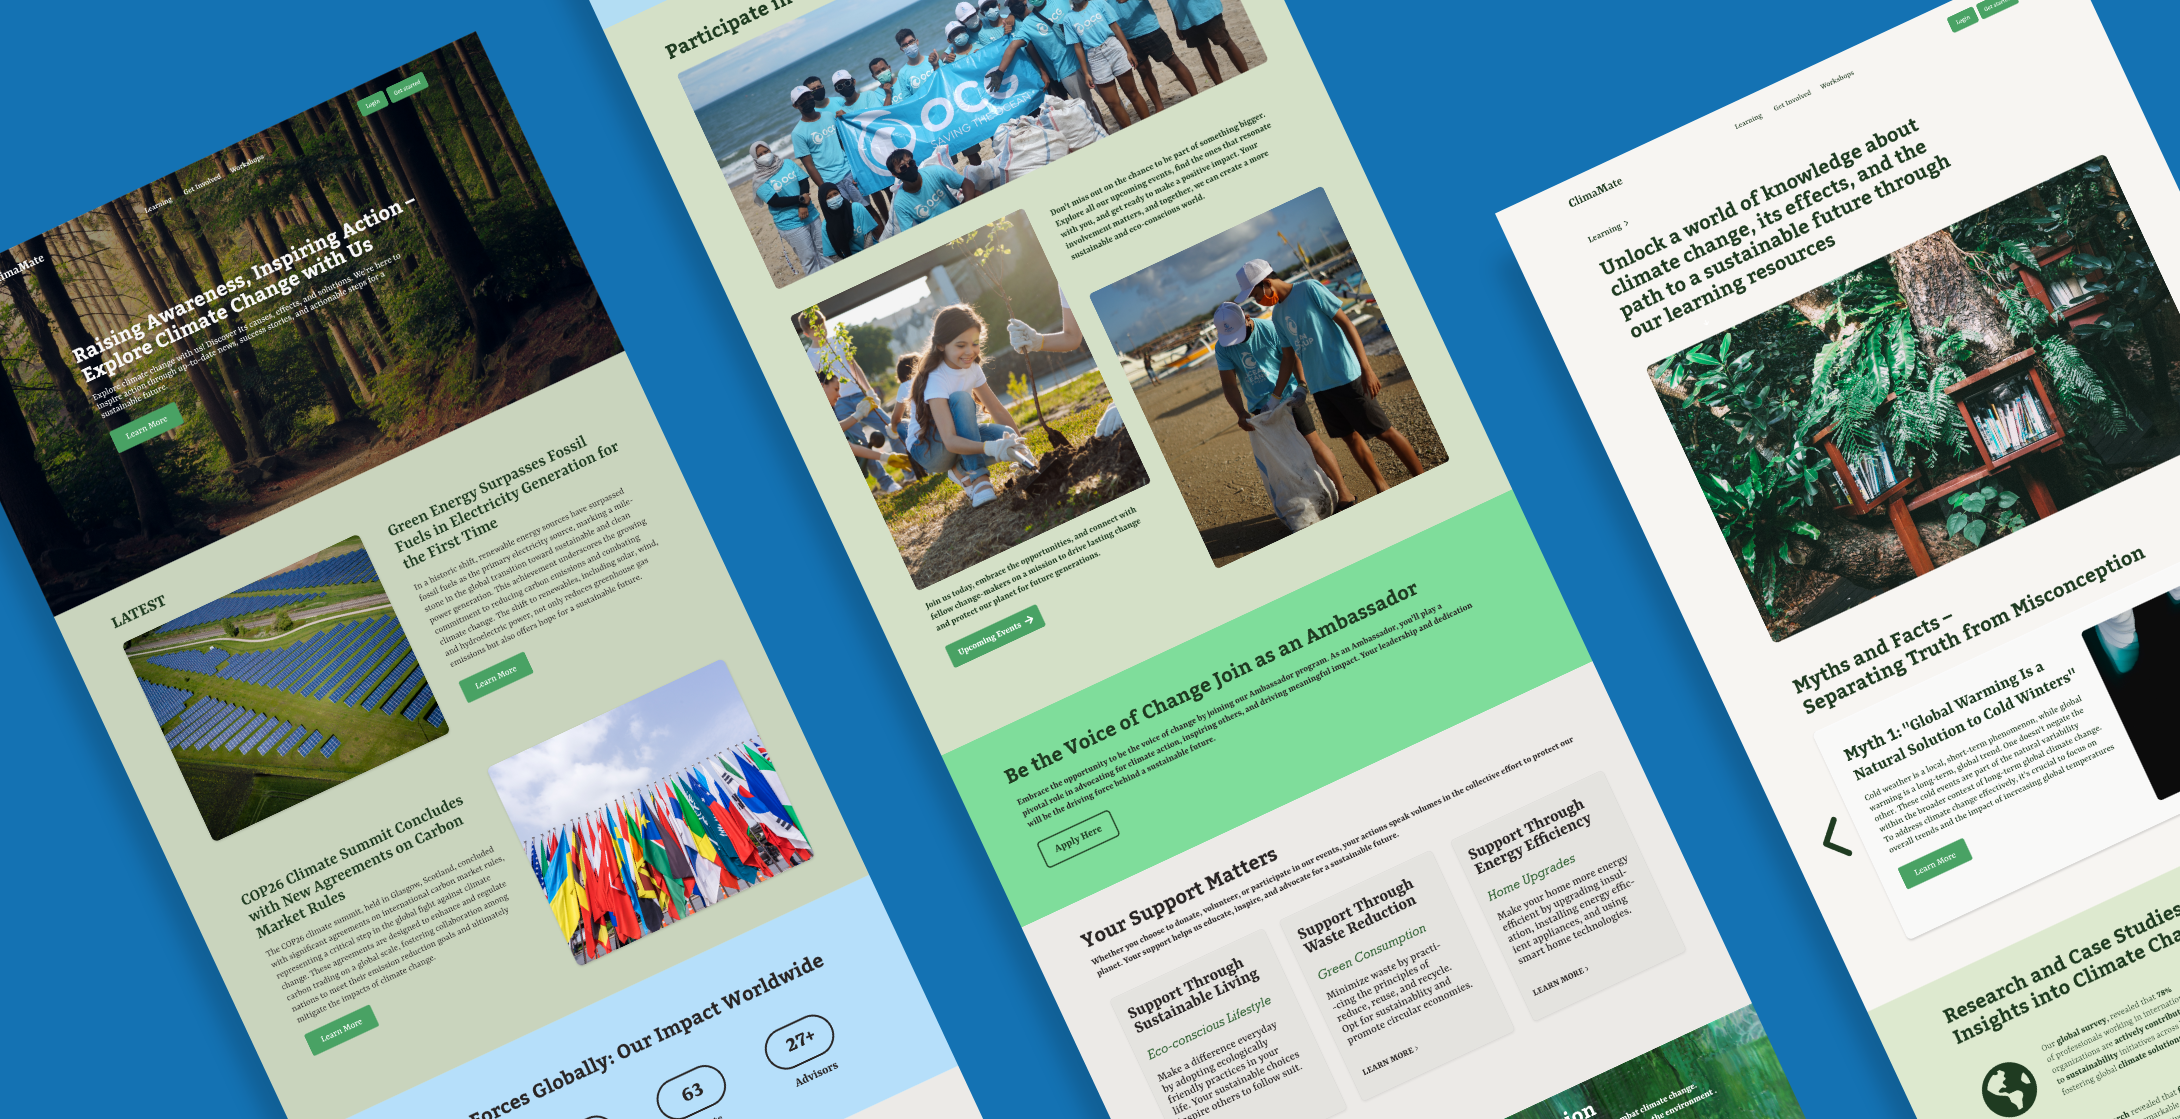 Login
Get started
Learning
Get Involved
Workshops
limaMate
Raising Awareness, Inspiring Action –
Explore Climate Change with Us
Explore climate change with us! Discover its causes, effects, and solutions. We're here to
inspire action through up-to-date news, success stories, and actionable steps for a
sustainable future.
Learn More
LATEST
Green Energy Surpasses Fossil
Fuels in Electricity Generation for
the First Time
In a historic shift, renewable energy sources have surpassed
fossil fuels as the primary electricity source, marking a mile-
stone in the global transition toward sustainable and clean
power generation. This achievement underscores the growing
commitment to reducing carbon emissions and combating
climate change. The shift to renewables, including solar, wind,
and hydroelectric power, not only reduces greenhouse gas
emissions but also offers hope for a sustainable future.
Learn More
COP26 Climate Summit Concludes
with New Agreements on Carbon
Market Rules
The COP26 climate summit, held in Glasgow, Scotland, concluded
with significant agreements on international carbon market rules,
representing a critical step in the global fight against climate
change. These agreements are designed to enhance and regulate
carbon trading on a global scale, fostering collaboration among
nations to meet their emission reduction goals and ultimately
mitigate the impacts of climate change.
Learn More
Forces Globally: Our Impact Worldwide
63
27+
Advisors
Participate in
OCG
SAVING THE OCEAN
Don't miss out on the chance to be part of something bigger.
Explore all our upcoming events, find the ones that resonate
with you, and get ready to make a positive impact. Your
involvement matters, and together, we can create a more
sustainable and eco-conscious world.
Join us today, embrace the opportunities, and connect with
fellow change-makers on a mission to drive lasting change
and protect our planet for future generations.
Upcoming Events →
Be the Voice of Change Join as an Ambassador
Embrace the opportunity to be the voice of change by joining our Ambassador program. As an Ambassador, you'll play a
pivotal role in advocating for climate action, inspiring others, and driving meaningful impact. Your leadership and dedication
will be the driving force behind a sustainable future.
Apply Here
Your Support Matters
Whether you choose to donate, volunteer, or participate in our events, your actions speak volumes in the collective effort to protect our
planet. Your support helps us educate, inspire, and advocate for a sustainable future.
Support Through
Sustainable Living
Eco-conscious Lifestyle
Make a difference everyday
by adopting ecologically
friendly practices in your
life. Your sustainable choices
inspire others to follow suit.
Support Through
Waste Reduction
Green Consumption
Minimize waste by practi-
-cing the principles of
reduce, reuse, and recycle.
Opt for sustainablity and
promote circular economies.
LEARN MORE ›
Support Through
Energy Efficiency
Home Upgrades
Make your home more energy
efficient by upgrading insul-
ation, installing energy effic-
ient appliances, and using
smart home technologies.
LEARN MORE ›
ion
mbat climate change.
the environment .
Login
Get started
Learning
Get Involved
Workshops
ClimaMate
Learning ›
Unlock a world of knowledge about
climate change, its effects, and the
path to a sustainable future through
our learning resources
Myths and Facts –
Separating Truth from Misconception
Myth 1:"Global Warming Is a
Natural Solution to Cold Winters"
Cold weather is a local, short-term phenomenon, while global
warming is a long-term, global trend. One doesn't negate the
other. These cold events are part of the natural variability
within the broader context of long-term global climate change.
To address climate change effectively, it's crucial to focus on
overall trends and the impact of increasing global temperatures
Learn More
Research and Case Studies
Insights into Climate Cha
Our global survey, revealed that 78%
of professionals working in internation
organizations are actively contribut
to sustainability initiatives across
fostering global climate solution
rch revealed that